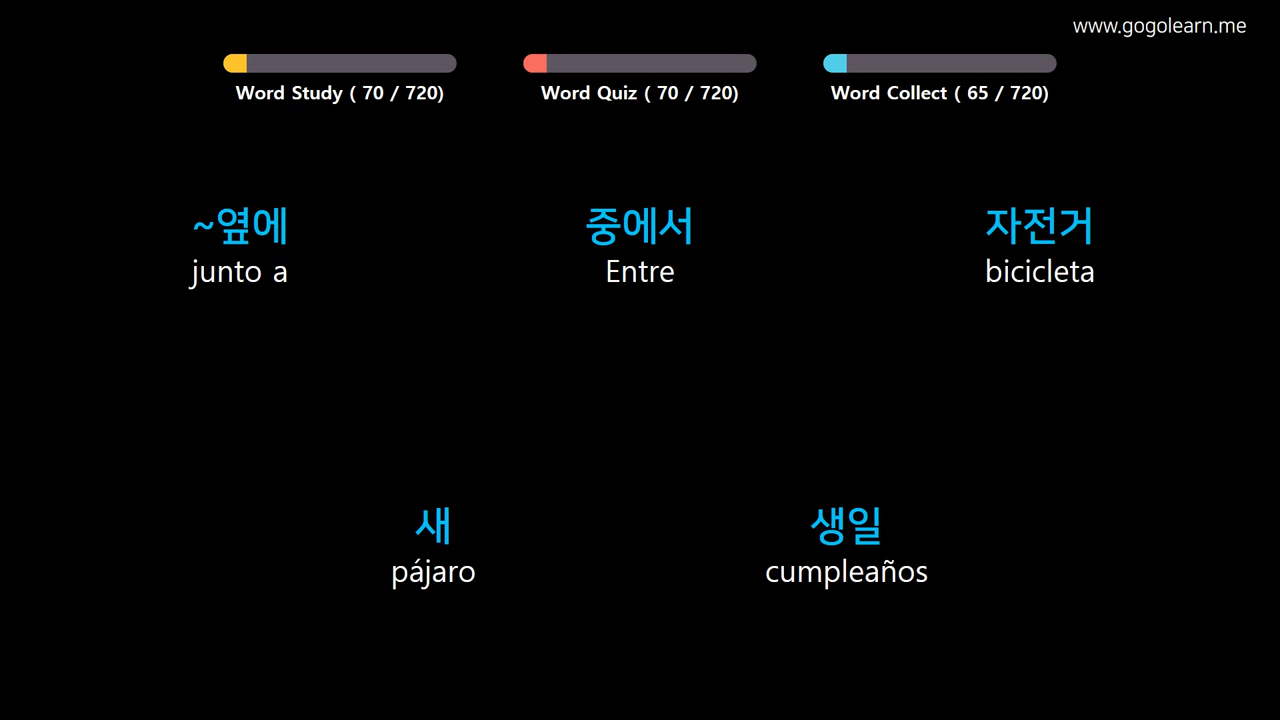 www.gogolearn.me
Word Study ( 70 / 720)
Word Quiz ( 70 / 720)
Word Collect ( 65 / 720)
~옆에
junto a
중에서
Entre
자전거
bicicleta
새
pájaro
생일
cumpleaños